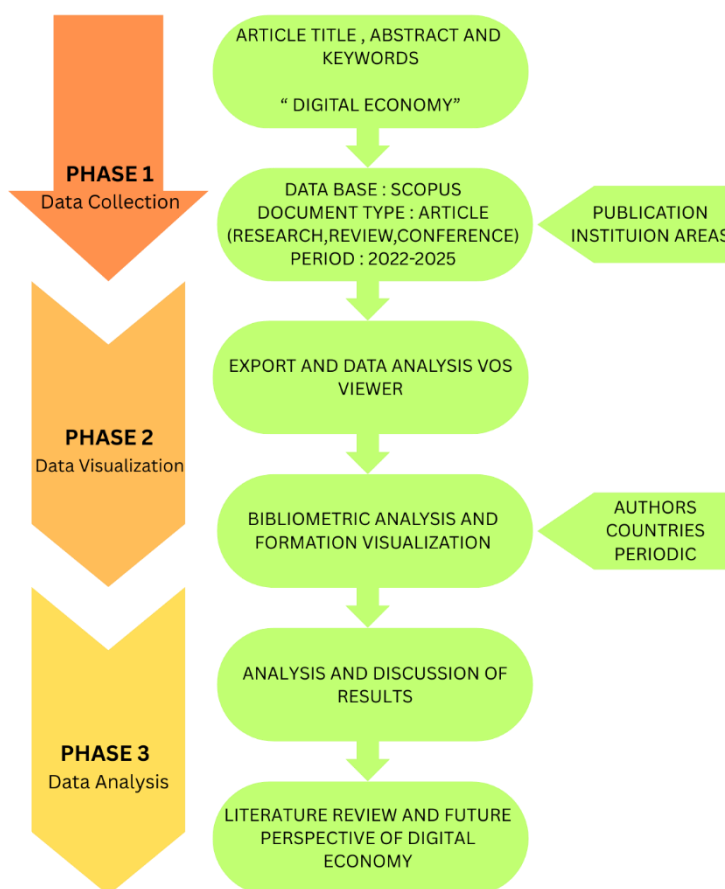 ARTICLE TITLE , ABSTRACT AND
KEYWORDS
“ DIGITAL ECONOMY”
PHASE 1
Data Collection
DATA BASE : SCOPUS
DOCUMENT TYPE : ARTICLE
(RESEARCH,REVIEW,CONFERENCE)
PERIOD : 2022-2025
PUBLICATION
INSTITUION AREAS
EXPORT AND DATA ANALYSIS VOS
VIEWER
PHASE 2
Data Visualization
BIBLIOMETRIC ANALYSIS AND
FORMATION VISUALIZATION
AUTHORS
COUNTRIES
PERIODIC
ANALYSIS AND DISCUSSION OF
RESULTS
PHASE 3
Data Analysis
LITERATURE REVIEW AND FUTURE
PERSPECTIVE OF DIGITAL
ECONOMY